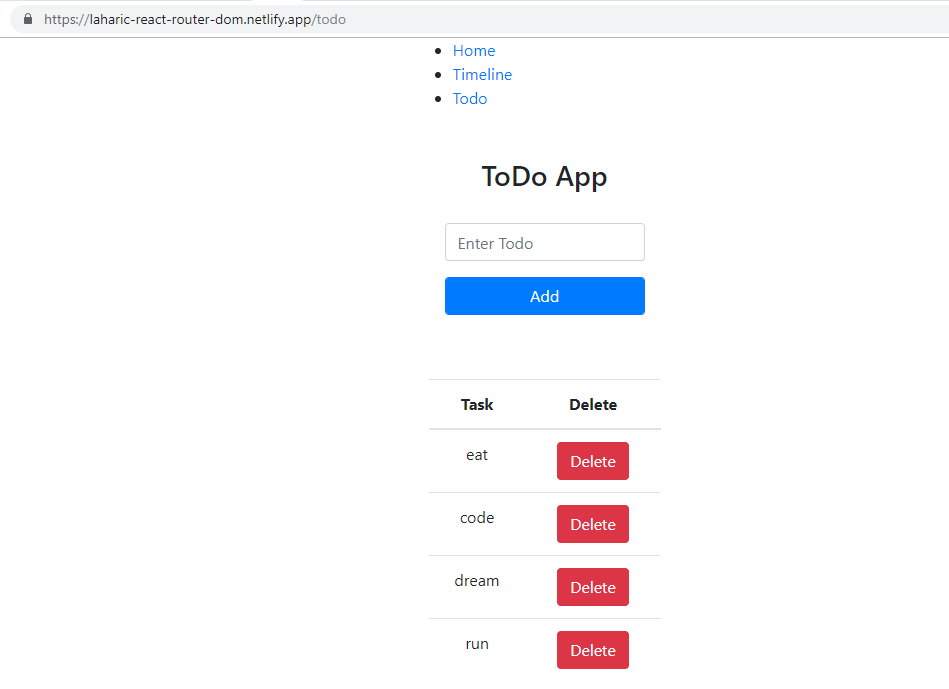 https://laharic-react-router-dom.netlify.app/todo
Home
Timeline
Todo
ToDo App
Enter Todo
Add
Task Delete
eat Delete
code Delete
dream Delete
run Delete